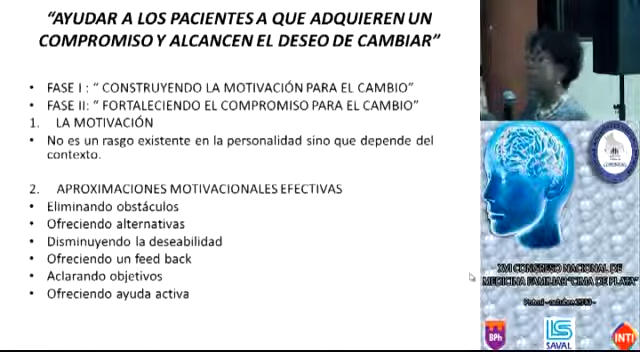 “AYUDAR A LOS PACIENTES A QUE ADQUIEREN UN
COMPROMISO Y ALCANCEN EL DESEO DE CAMBIAR”
• FASE I : “ CONSTRUYENDO LA MOTIVACIÓN PARA EL CAMBIO”
• FASE II: “ FORTALECIENDO EL COMPROMISO PARA EL CAMBIO”
1. LA MOTIVACIÓN
• No es un rasgo existente en la personalidad sino que depende del
contexto.
2. APROXIMACIONES MOTIVACIONALES EFECTIVAS
• Eliminando obstáculos
• Ofreciendo alternativas
• Disminuyendo la deseabilidad
• Ofreciendo un feed back
• Aclarando objetivos
• Ofreciendo ayuda activa
XVI CONGRESO NACIONAL DE
MEDICINA FAMILIAR “CIMA DE PLATA”
BPh
LS
SAVAL
INTI